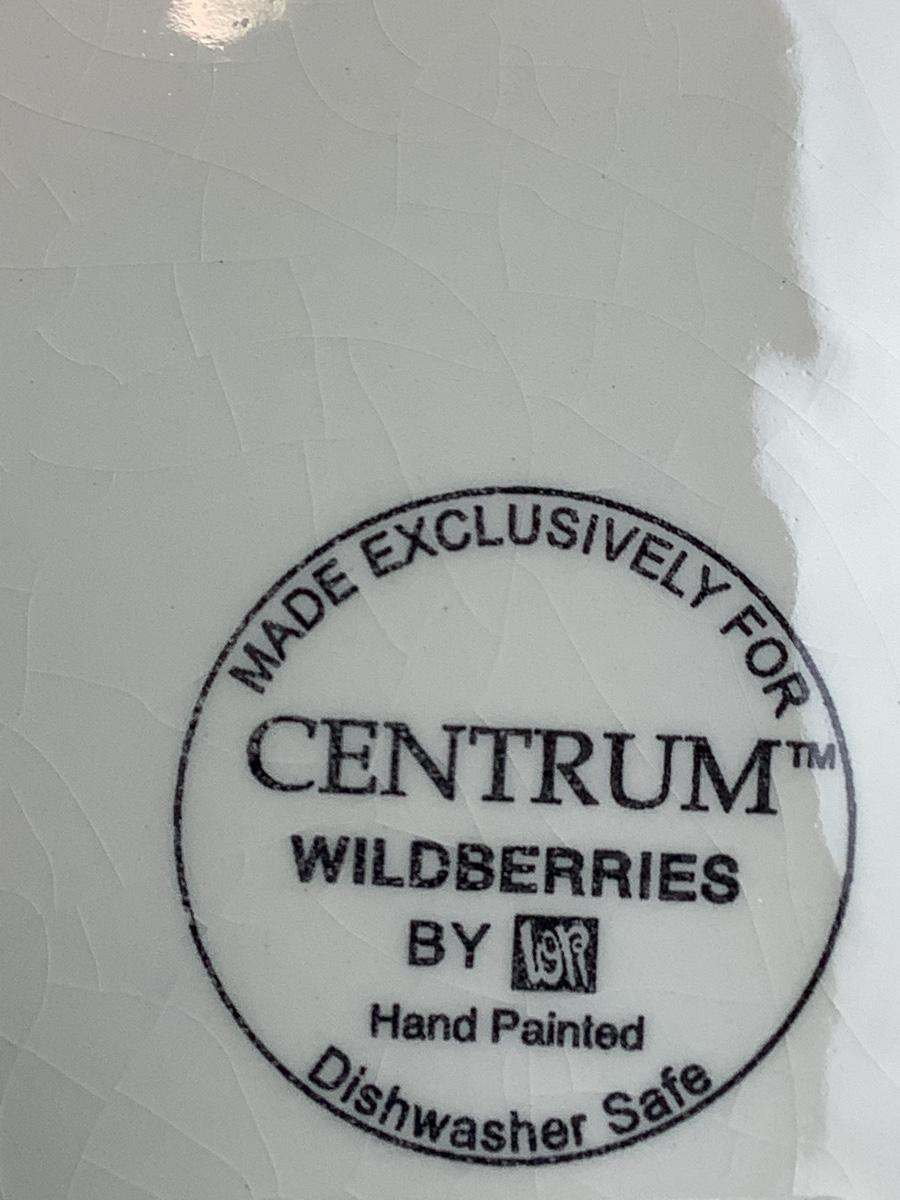 MADE EXCLUSIVELY FOR
CENTRUM™
WILDBERRIES
BY
Hand Painted
Dishwasher Safe